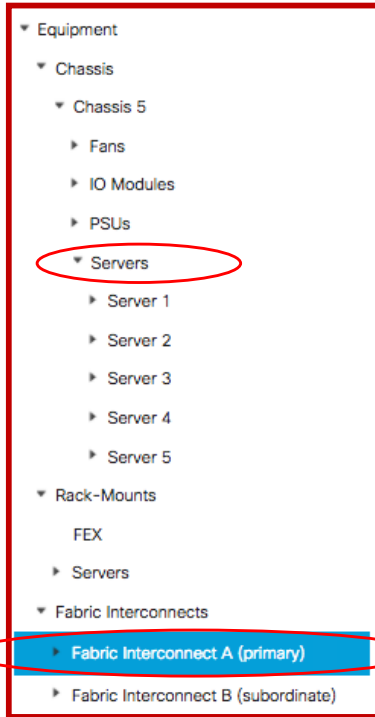 Equipment
Chassis
Chassis 5
Fans
IO Modules
PSUs
Servers
Server 1
Server 2
Server 3
Server 4
Server 5
Rack-Mounts
FEX
Servers
Fabric Interconnects
Fabric Interconnect A (primary)
Fabric Interconnect B (subordinate)